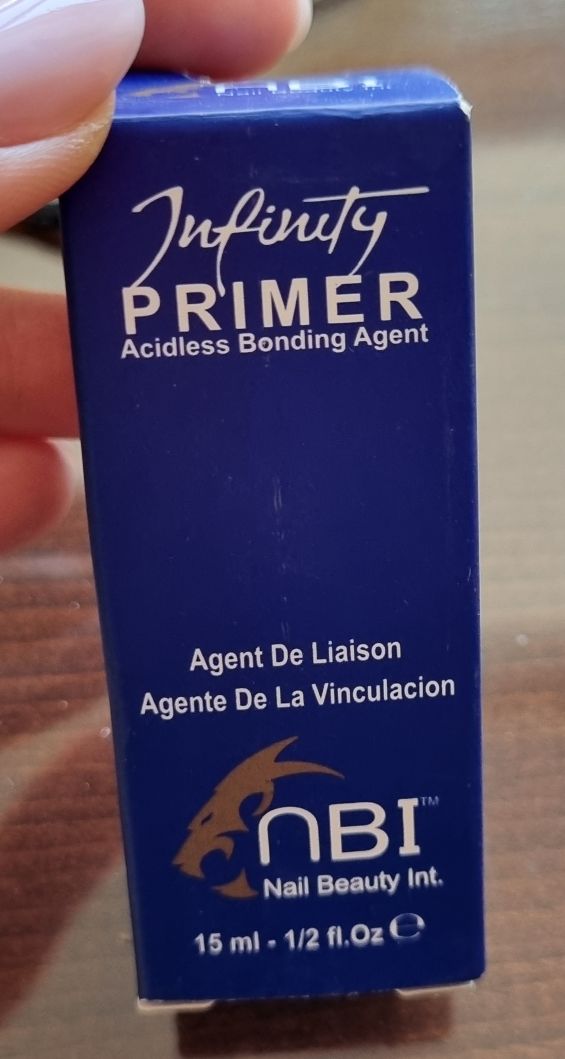 Infinity
PRIMER
Acidless Bonding Agent
Agent De Liaison
Agente De La Vinculacion
NBI™
Nail Beauty Int.
15 ml - 1/2 fl.Oz ℮